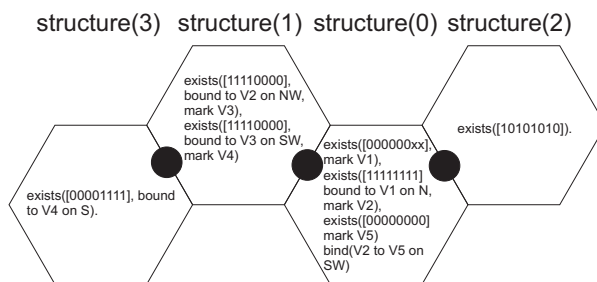 structure(3) structure(1) structure(0) structure(2)
exists([11110000],
bound to V2 on NW,
mark V3),
exists([11110000],
bound to V3 on SW,
mark V4)
exists([00001111], bound
to V4 on S).
exists([000000xx],
mark V1),
exists([11111111]
bound to V1 on N,
mark V2),
exists([00000000]
mark V5)
bind(V2 to V5 on
SW)
exists([10101010]).